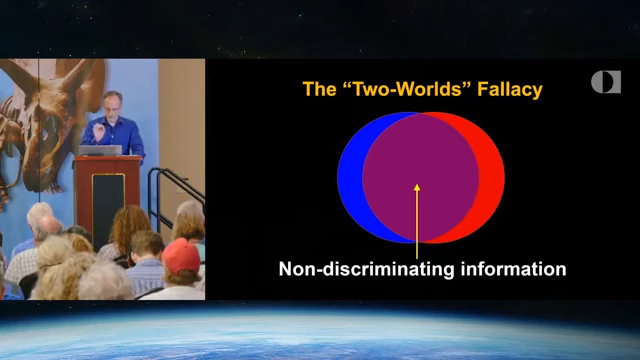 The “Two-Worlds” Fallacy
Non-discriminating information